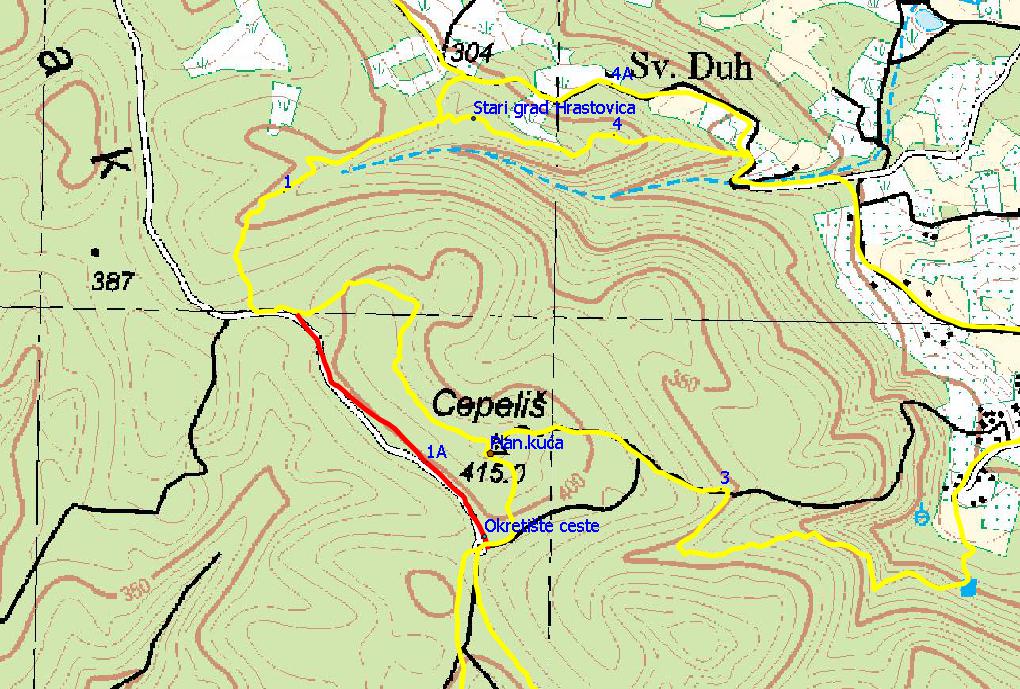 a
304
4A
Sv. Duh
Stari grad Hrastovica
4
k
1
387
350
Cepeliš
Plan.kuća
1A
415.0
3
400
Okretište ceste
350